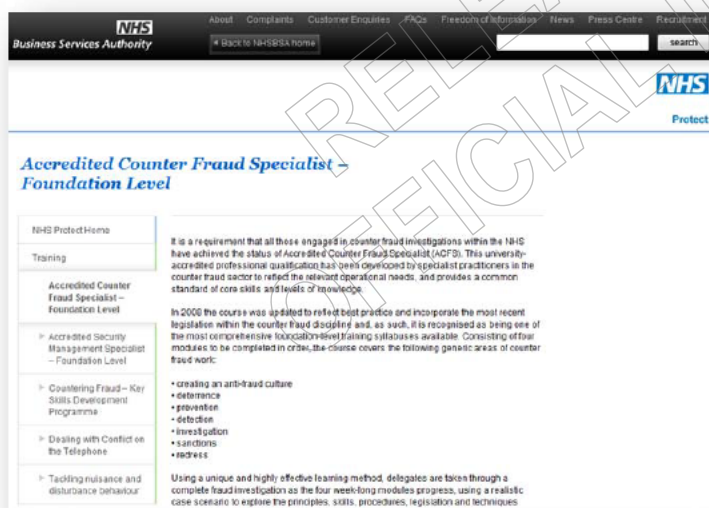 NHS
Business Services Authority
About Complaints Customer Enquiries FAQs Freedom of Information News Press Centre Recruitment
Back to NHSBSA home
search
NHS
Protect
RELE
OFFICIAL I
Accredited Counter Fraud Specialist –
Foundation Level
NHS Protect Home
Training
Accredited Counter
Fraud Specialist –
Foundation Level
Accredited Security
Management Specialist
– Foundation Level
Countering Fraud – Key
Skills Development
Programme
Dealing with Conflict on
the Telephone
Tackling nuisance and
disturbance behaviour
It is a requirement that all those engaged in counter fraud investigations within the NHS
have achieved the status of Accredited Counter Fraud Specialist (ACFS). This university-
accredited professional qualification has been developed by specialist practitioners in the
counter fraud sector to reflect the relevant operational needs, and provides a common
standard of core skills and levels of knowledge.
In 2008 the course was updated to reflect best practice and incorporate the most recent
legislation within the counter fraud discipline and, as such, it is recognised as being one of
the most comprehensive foundation-level training syllabuses available. Consisting of four
modules to be completed in order, the course covers the following generic areas of counter
fraud work:
• creating an anti-fraud culture
• deterrence
• prevention
• detection
• investigation
• sanctions
• redress
Using a unique and highly effective learning method, delegates are taken through a
complete fraud investigation as the four week-long modules progress, using a realistic
case scenario to explore the principles, skills, procedures, legislation and techniques